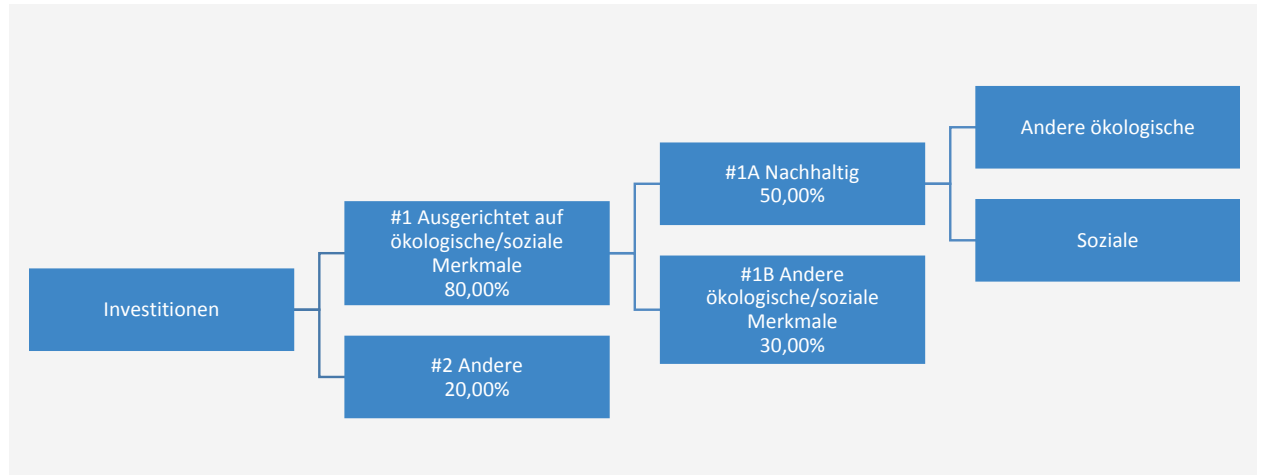 Investitionen
#1 Ausgerichtet auf
ökologische/soziale
Merkmale
80,00%
#2 Andere
20,00%
#1A Nachhaltig
50,00%
#1B Andere
ökologische/soziale
Merkmale
30,00%
Andere ökologische
Soziale